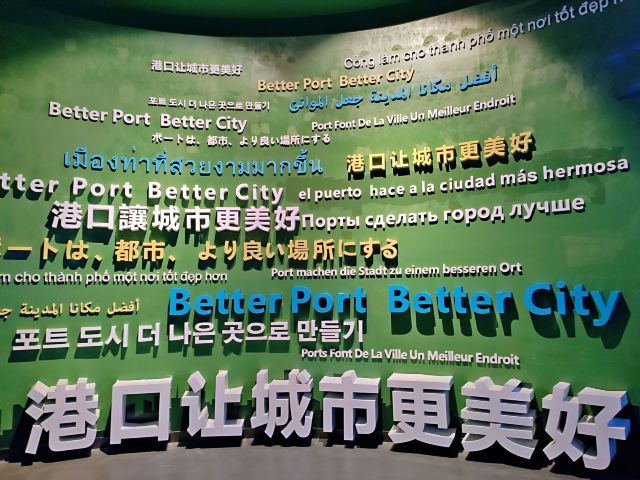 Công làm cho thành phố một nơi tốt đẹp h
港口让城市更美好
Better Port Better City
أفضل مكانا المدينة جعل الموانئ
포트 도시 더 나은 곳으로 만들기
Better Port Better City
Port Font De La Ville Un Meilleur Endroit
ポートは、都市、より良い場所にする
เมืองท่าที่สวยงามมากขึ้น
港口让城市更美好
tter Port Better City
el puerto hace a la ciudad más hermosa
港口讓城市更美好
Порты сделать город лучше
ポートは、都市、より良い場所にする
m cho thành phố một nơi tốt đẹp hơn
Port machen die Stadt zu einem besseren Ort
أفضل مكانا المدينة ج
Better Port Better City
포트 도시 더 나은 곳으로 만들기
Ports Font De La Ville Un Meilleur Endroit
港口让城市更美好